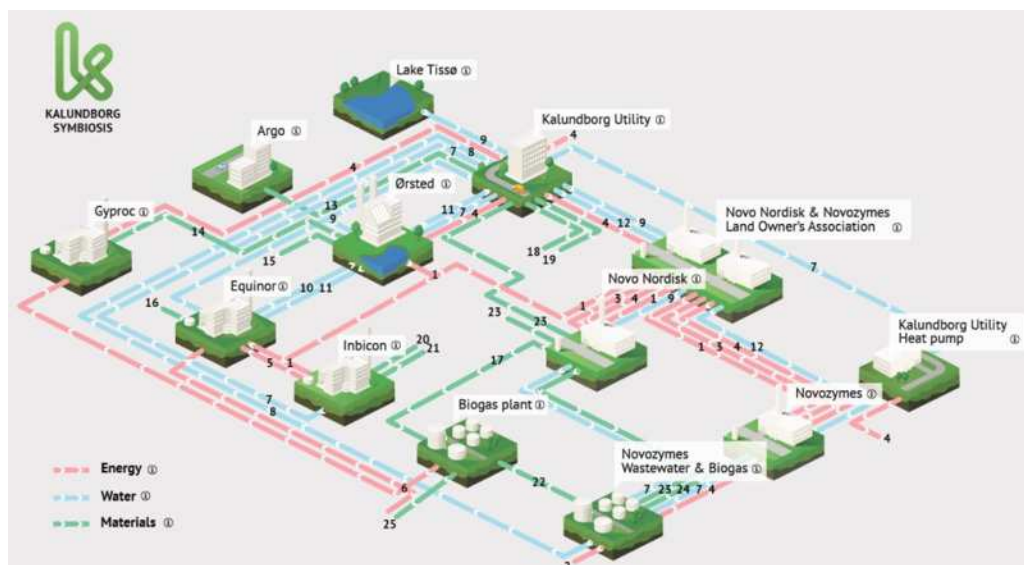 KALUNDBORG
SYMBIOSIS
Lake Tissø
Kalundborg Utility
4
9
Argo
7 8
4
Ørsted
13
9
11 7 4
4 12 9
Novo Nordisk & Novozymes
Land Owner's Association
Gyproc
14
15
18
19
7
1
Novo Nordisk
Equinor
10 11
16
1 3 4 1 9
23
23
Kalundborg Utility
Heat pump
5 1
Inbicon
20
21
17
1 3 4 12
7
8
Biogas plant
Novozymes
4
Energy
Water
Materials
6
25
22
Novozymes
Wastewater & Biogas
7 23 24 7 4